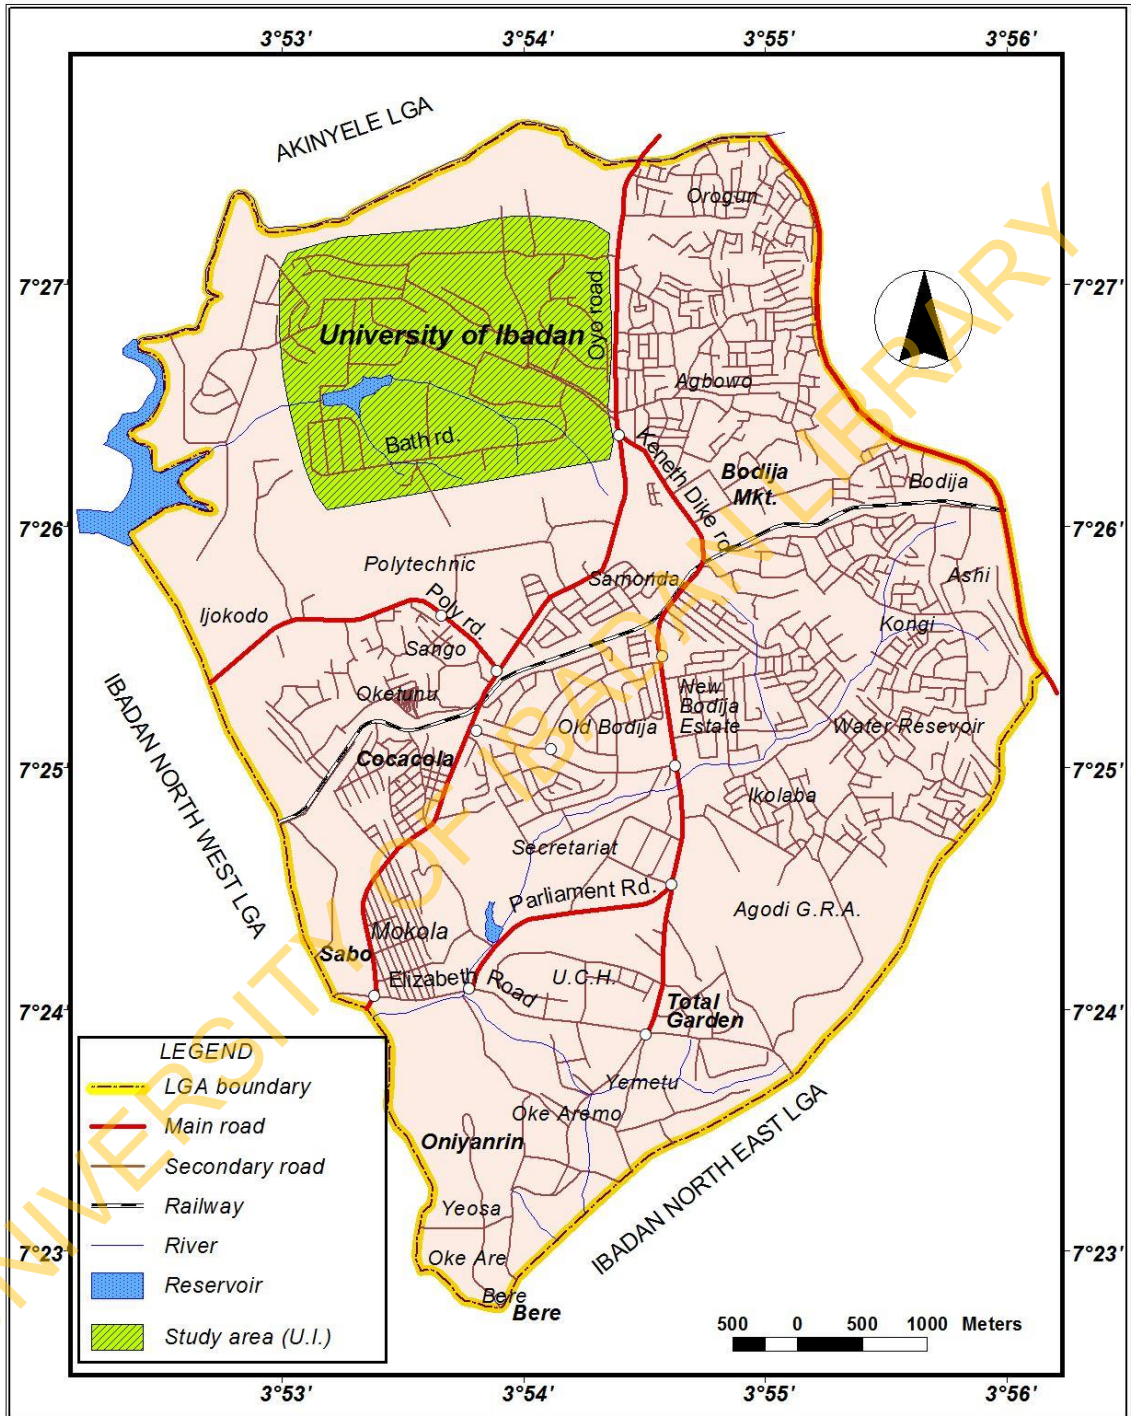 3°53' 3°54' 3°55' 3°56'
AKINYELE LGA
Orogun
7°27' 7°27'
Oyo road
University of Ibadan
Agbowo
Bath rd.
Keneth Dike rd.
Bodija
Mkt.
Bodija
7°26' 7°26'
Polytechnic
Samonda
Ashi
Poly rd.
Ijokodo
Kongi
Sango
Oketunu
New
Bodija
Estate
Old Bodija
Water Resevoir
IBADAN NORTH WEST LGA
Cocacola
7°25' 7°25'
Ikolaba
Secretariat
Parliament Rd.
Agodi G.R.A.
Mokola
Sabo
Elizabeth Road
U.C.H.
Total
Garden
7°24' 7°24'
Yemetu
Oke Aremo
Oniyanrin
IBADAN NORTH EAST LGA
Yeosa
Oke Are
Bere
Bere
7°23' 7°23'
LEGEND
LGA boundary
Main road
Secondary road
Railway
River
Reservoir
Study area (U.I.)
500 0 500 1000 Meters
3°53' 3°54' 3°55' 3°56'
UNIVERSITY OF IBADAN LIBRARY